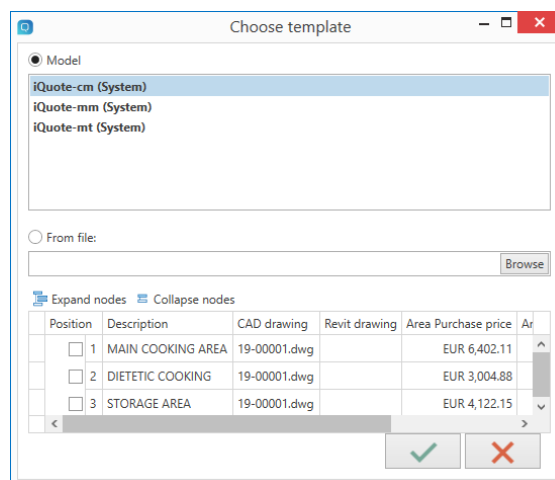 Choose template
Model
iQuote-cm (System)
iQuote-mm (System)
iQuote-mt (System)
From file:
Browse
Expand nodes Collapse nodes
Position Description CAD drawing Revit drawing Area Purchase price Ar
1 MAIN COOKING AREA 19-00001.dwg EUR 6,402.11
2 DIETETIC COOKING 19-00001.dwg EUR 3,004.88
3 STORAGE AREA 19-00001.dwg EUR 4,122.15